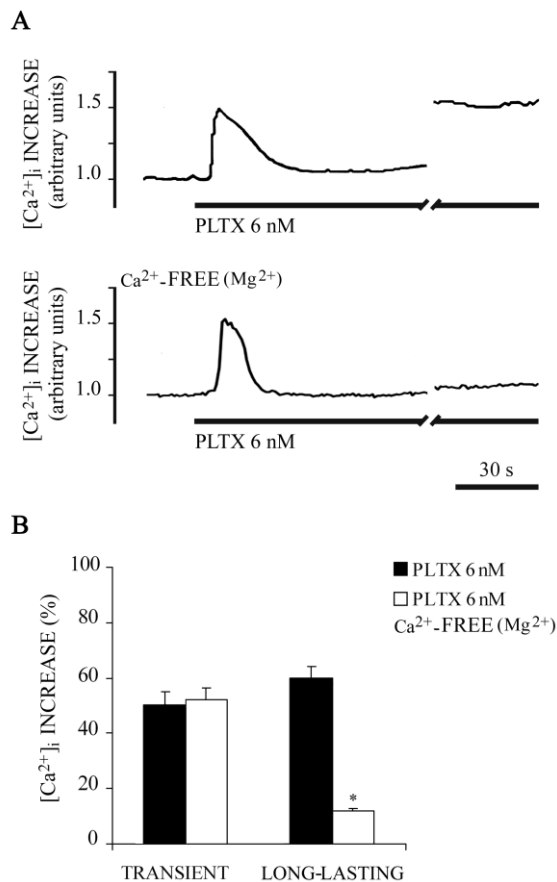 A
[Ca2+]i INCREASE
(arbitrary units)
1.5
1.0
PLTX 6 nM
Ca2+-FREE (Mg2+)
[Ca2+]i INCREASE
(arbitrary units)
1.5
1.0
PLTX 6 nM
30 s
B
[Ca2+]i INCREASE (%)
100
80
60
40
20
0
*
TRANSIENT
LONG-LASTING
PLTX 6 nM
PLTX 6 nM
Ca2+-FREE (Mg2+)